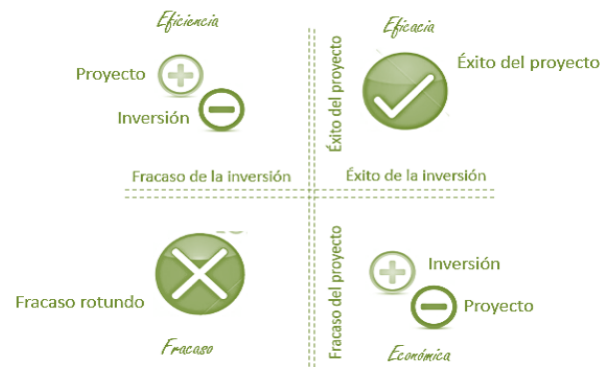 Eficiencia
Proyecto
Inversión
Eficacia
Éxito del proyecto
Éxito del proyecto
Fracaso de la inversión
Éxito de la inversión
Fracaso rotundo
Fracaso
Fracaso del proyecto
Inversión
Proyecto
Económica